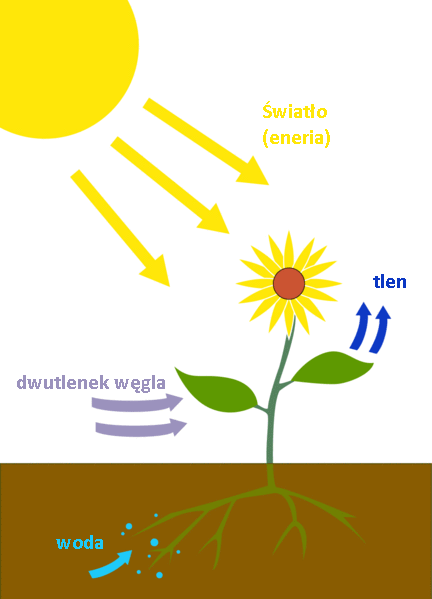 Światło
(eneria)
tlen
dwutlenek węgla
woda